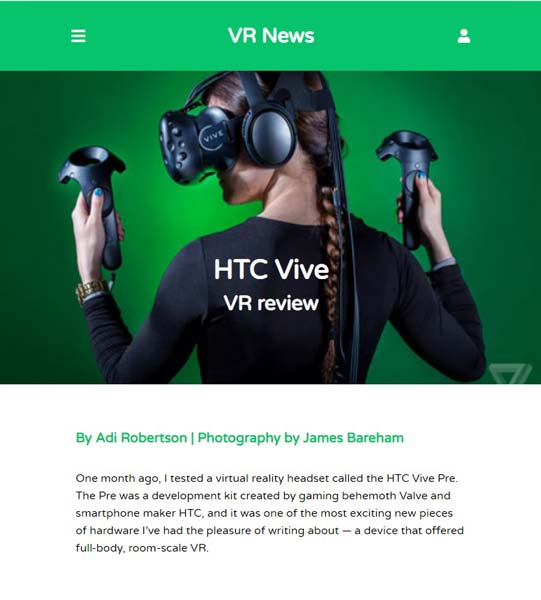 VR News
VIVE
HTC Vive
VR review
By Adi Robertson | Photography by James Bareham
One month ago, I tested a virtual reality headset called the HTC Vive Pre.
The Pre was a development kit created by gaming behemoth Valve and
smartphone maker HTC, and it was one of the most exciting new pieces
of hardware I’ve had the pleasure of writing about — a device that offered
full-body, room-scale VR.